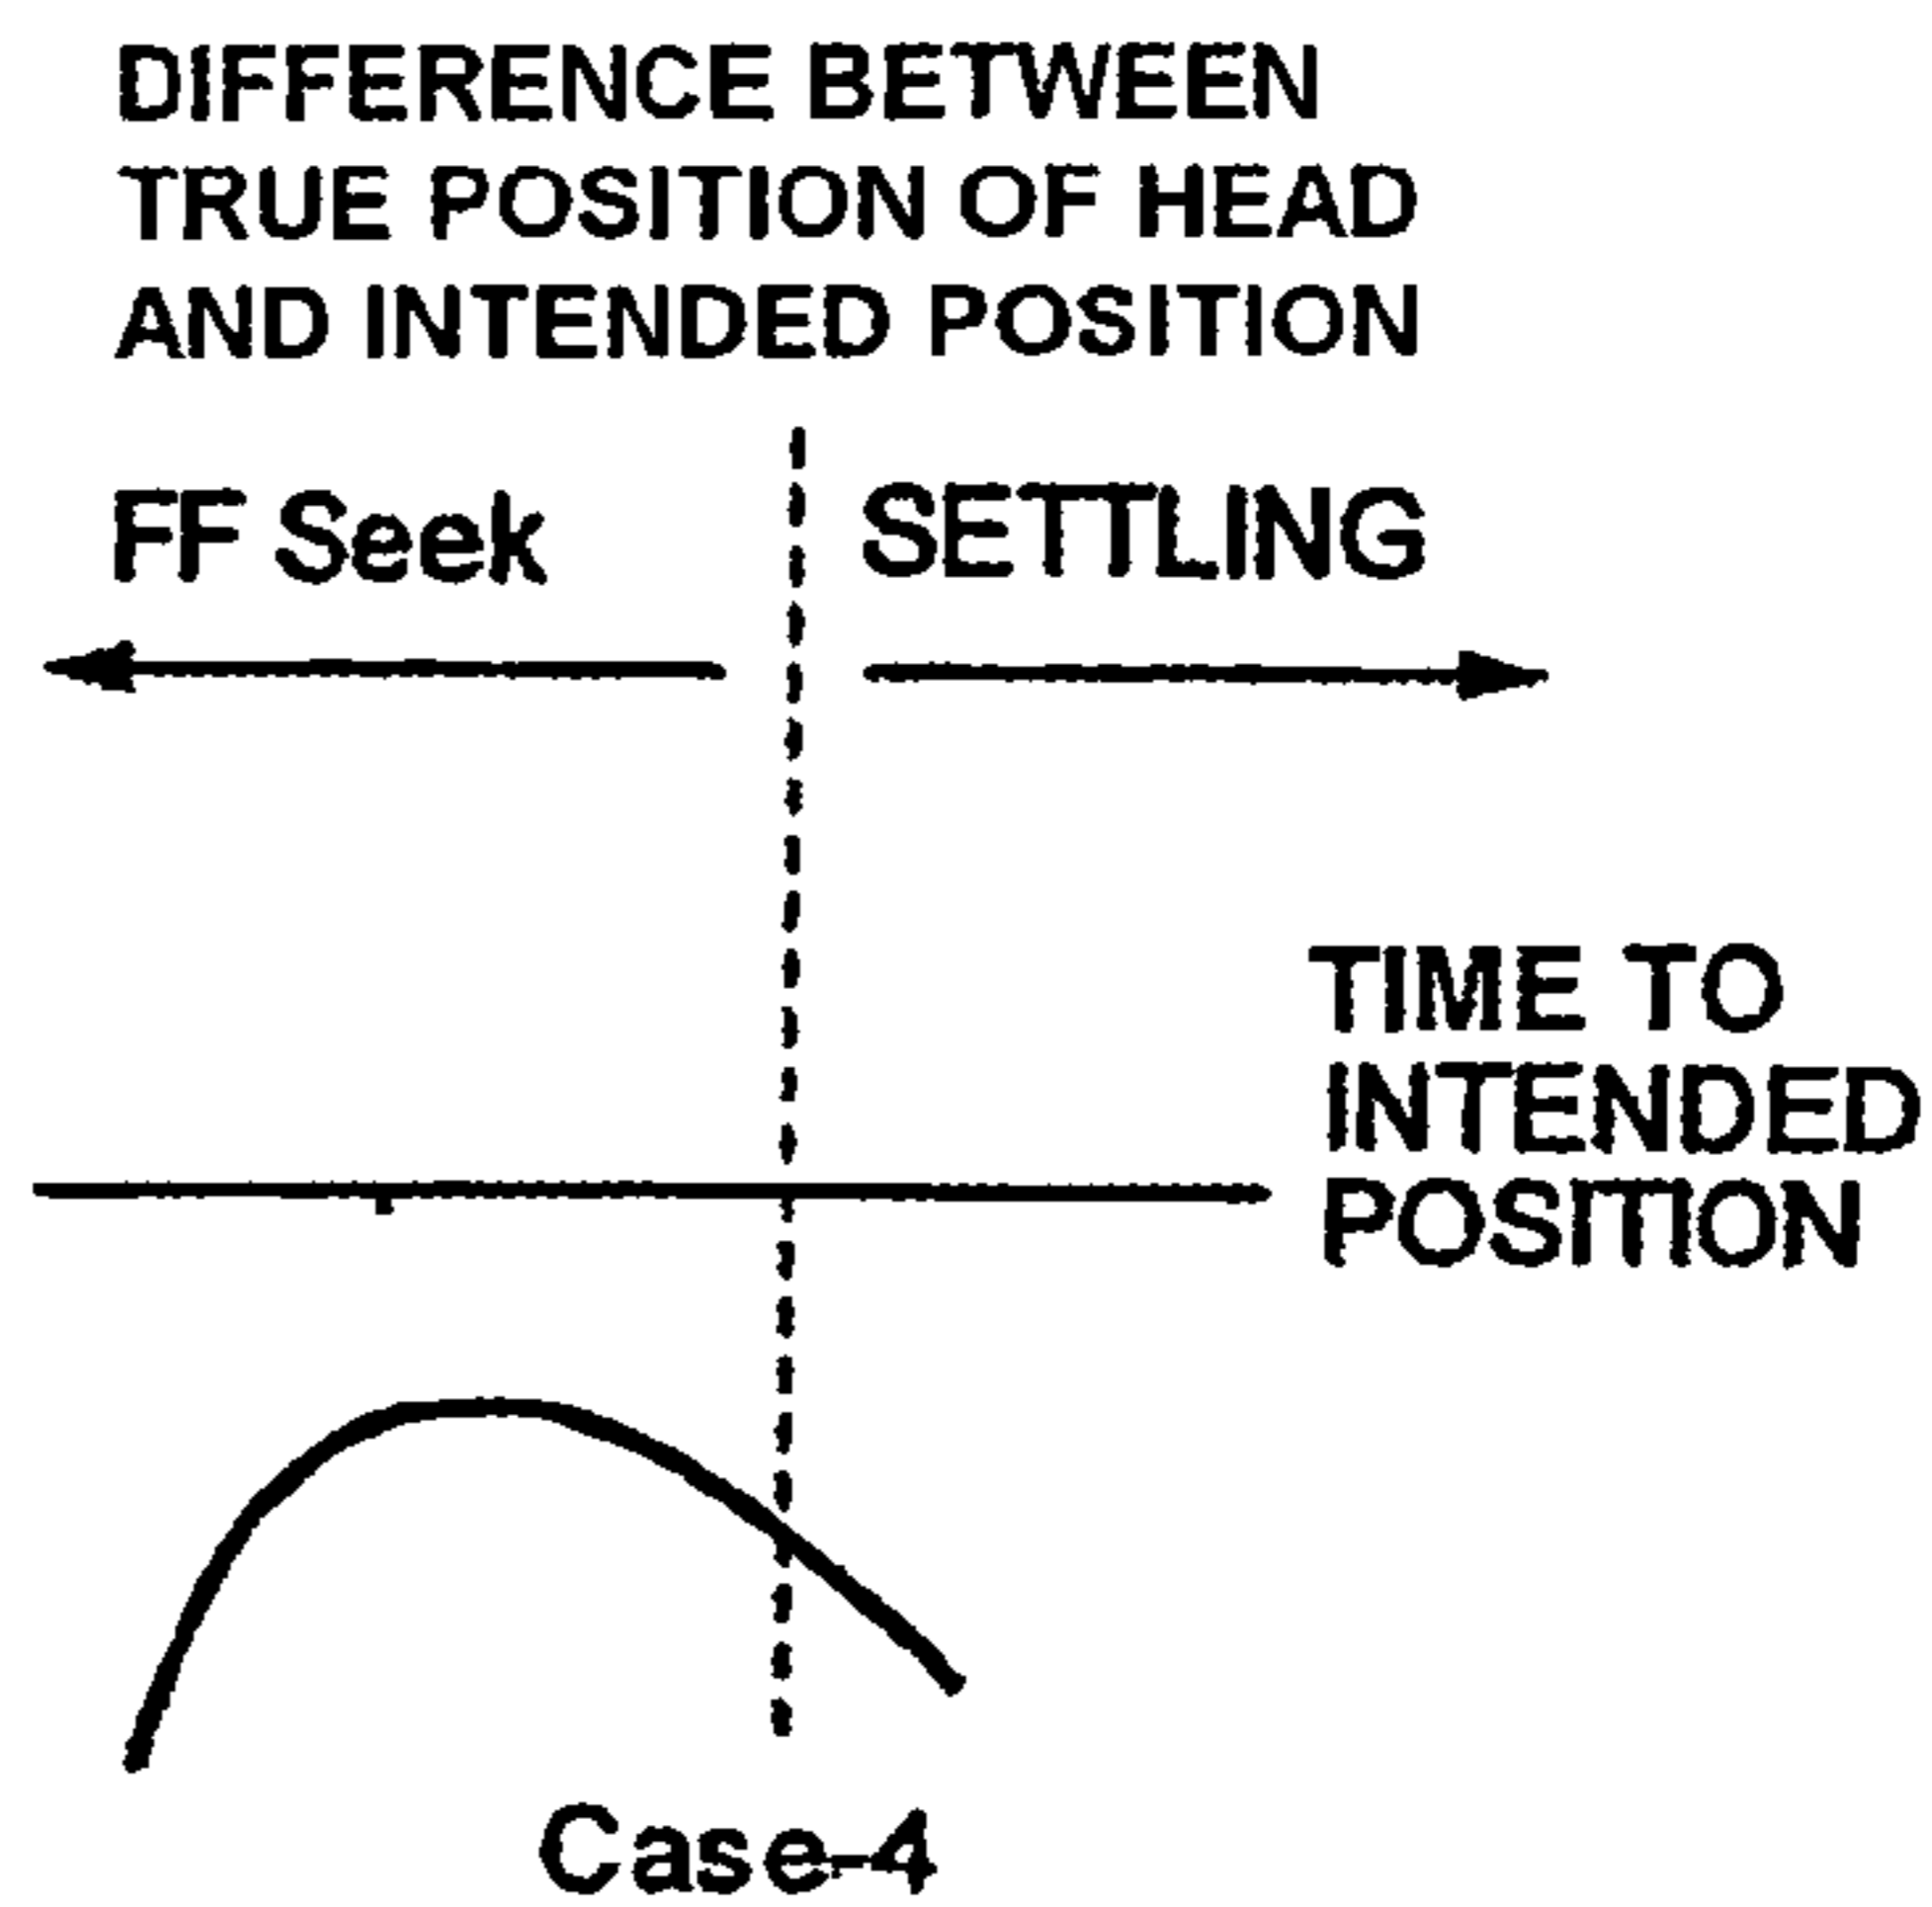 DIFFERENCE BETWEEN
TRUE POSITION OF HEAD
AND INTENDED POSITION
FF Seek
SETTLING
TIME TO
INTENDED
POSITION
Case-4